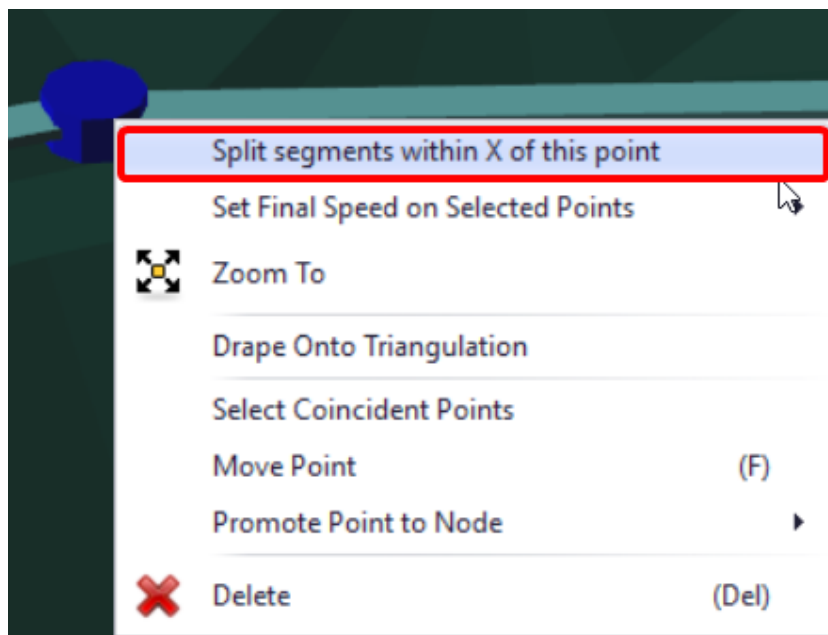 Split segments within X of this point
Set Final Speed on Selected Points
Zoom To
Drape Onto Triangulation
Select Coincident Points
Move Point (F)
Promote Point to Node
Delete (Del)